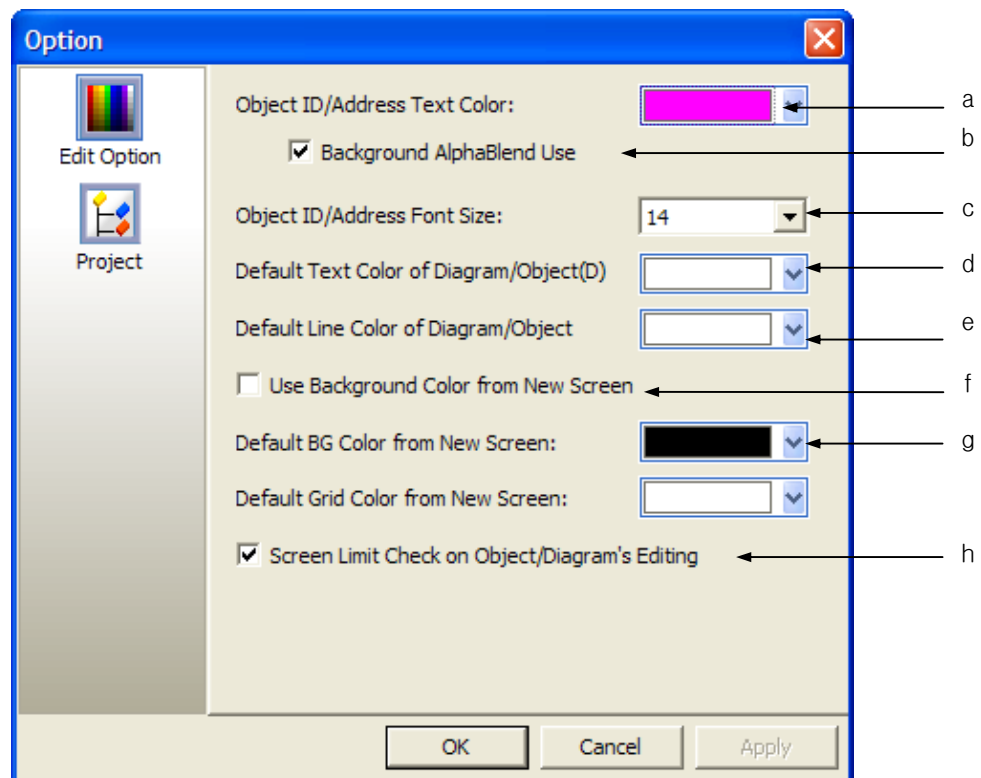 Option
Edit Option
Project
Object ID/Address Text Color:
a
Background AlphaBlend Use
b
Object ID/Address Font Size:
14
c
Default Text Color of Diagram/Object(D)
d
Default Line Color of Diagram/Object
e
Use Background Color from New Screen
f
Default BG Color from New Screen:
g
Default Grid Color from New Screen:
Screen Limit Check on Object/Diagram's Editing
h
OK
Cancel
Apply